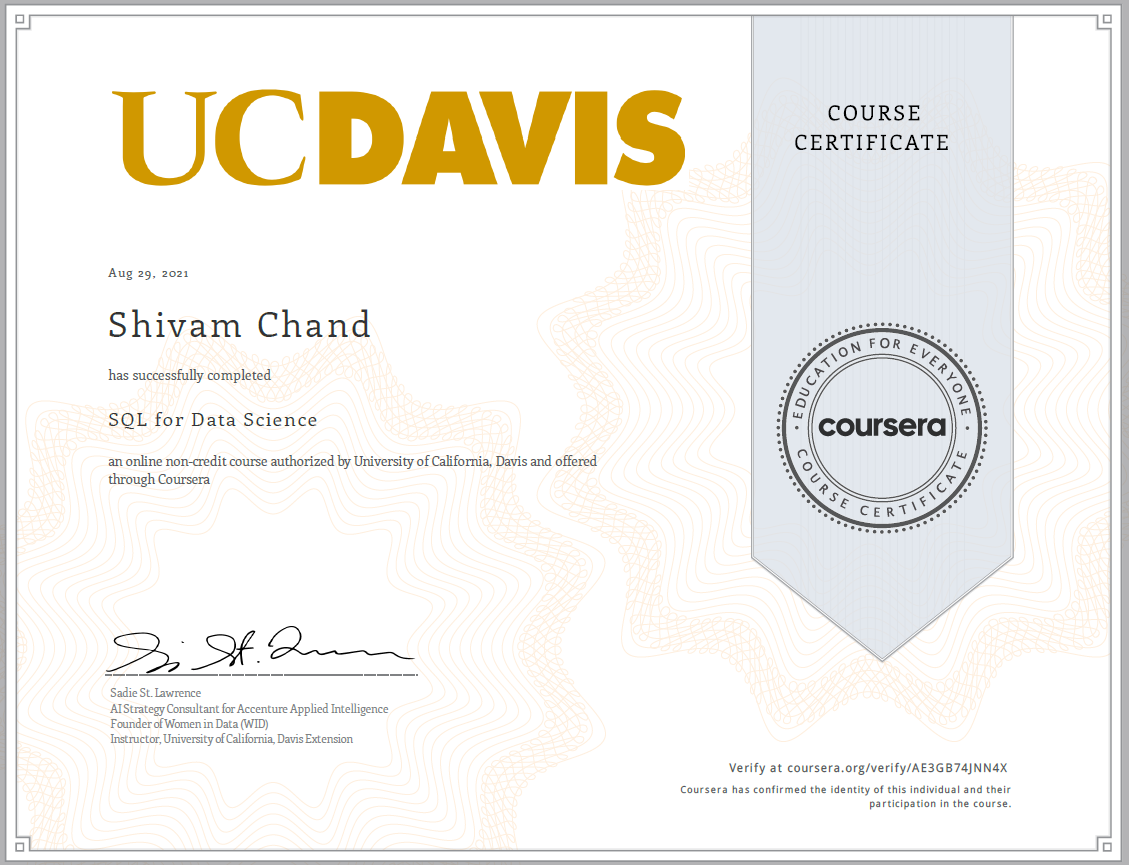 UCDAVIS
COURSE
CERTIFICATE
Aug 29, 2021
Shivam Chand
has successfully completed
SQL for Data Science
an online non-credit course authorized by University of California, Davis and offered
through Coursera
EDUCATION FOR EVERYONE
coursera
COURSE CERTIFICATE
Sadie St. Lawrence
AI Strategy Consultant for Accenture Applied Intelligence
Founder of Women in Data (WID)
Instructor, University of California, Davis Extension
Verify at coursera.org/verify/AE3GB74JNN4X
Coursera has confirmed the identity of this individual and their
participation in the course.